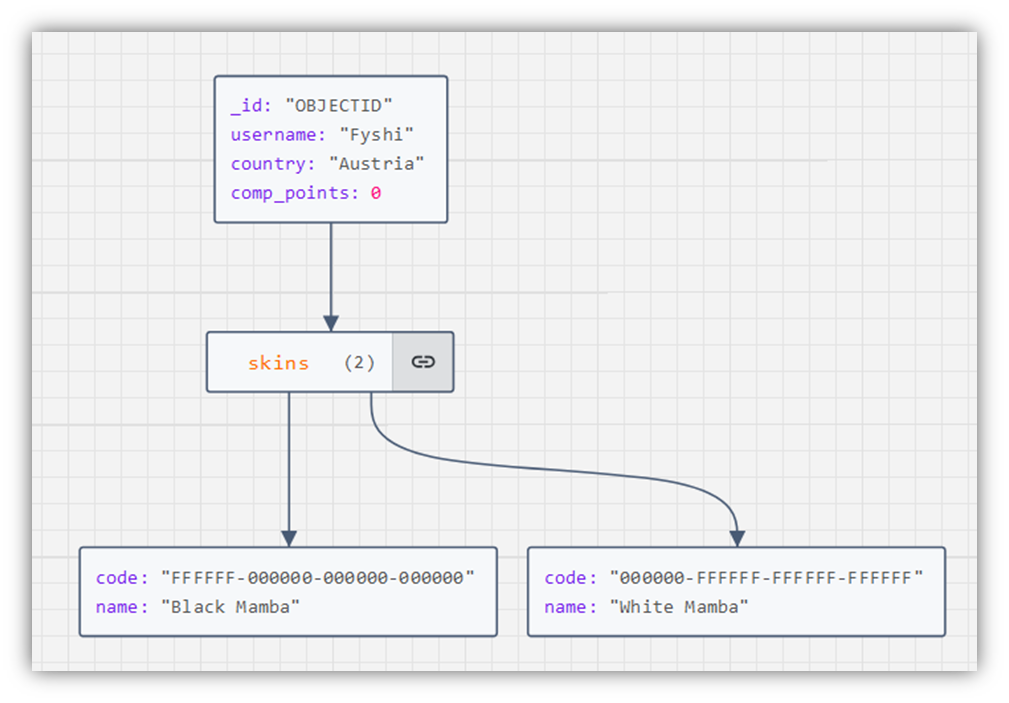 _id: "OBJECTID"
username: "Fyshi"
country: "Austria"
comp_points: 0
skins (2)
code: "FFFFFF-000000-000000-000000"
name: "Black Mamba"
code: "000000-FFFFFF-FFFFFF-FFFFFF"
name: "White Mamba"